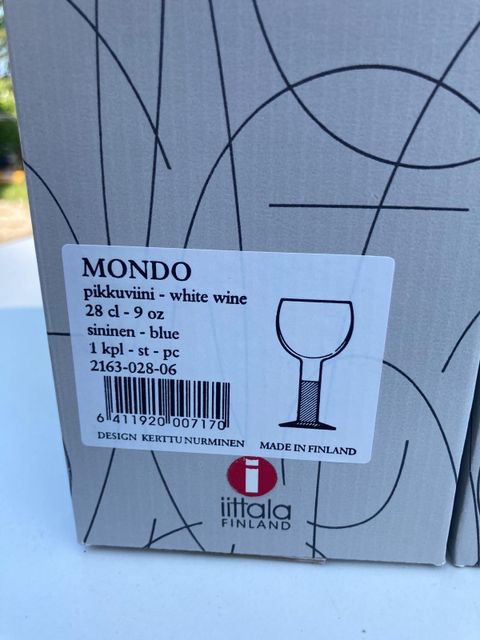 MONDO
pikkuviini - white wine
28 cl - 9 oz
sininen - blue
1 kpl - st - pc
2163-028-06
6 411920 007170
DESIGN KERTTU NURMINEN MADE IN FINLAND
i
iittala
FINLAND